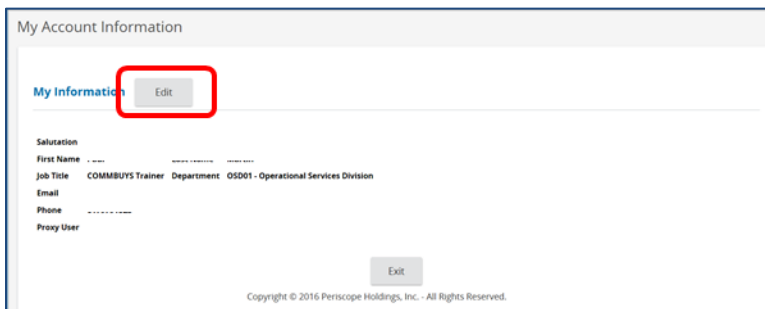 My Account Information
My Information Edit
Salutation
First Name
Job Title COMMBUYS Trainer Department OSD01 - Operational Services Division
Email
Phone
Proxy User
Exit
Copyright © 2016 Periscope Holdings, Inc. - All Rights Reserved.